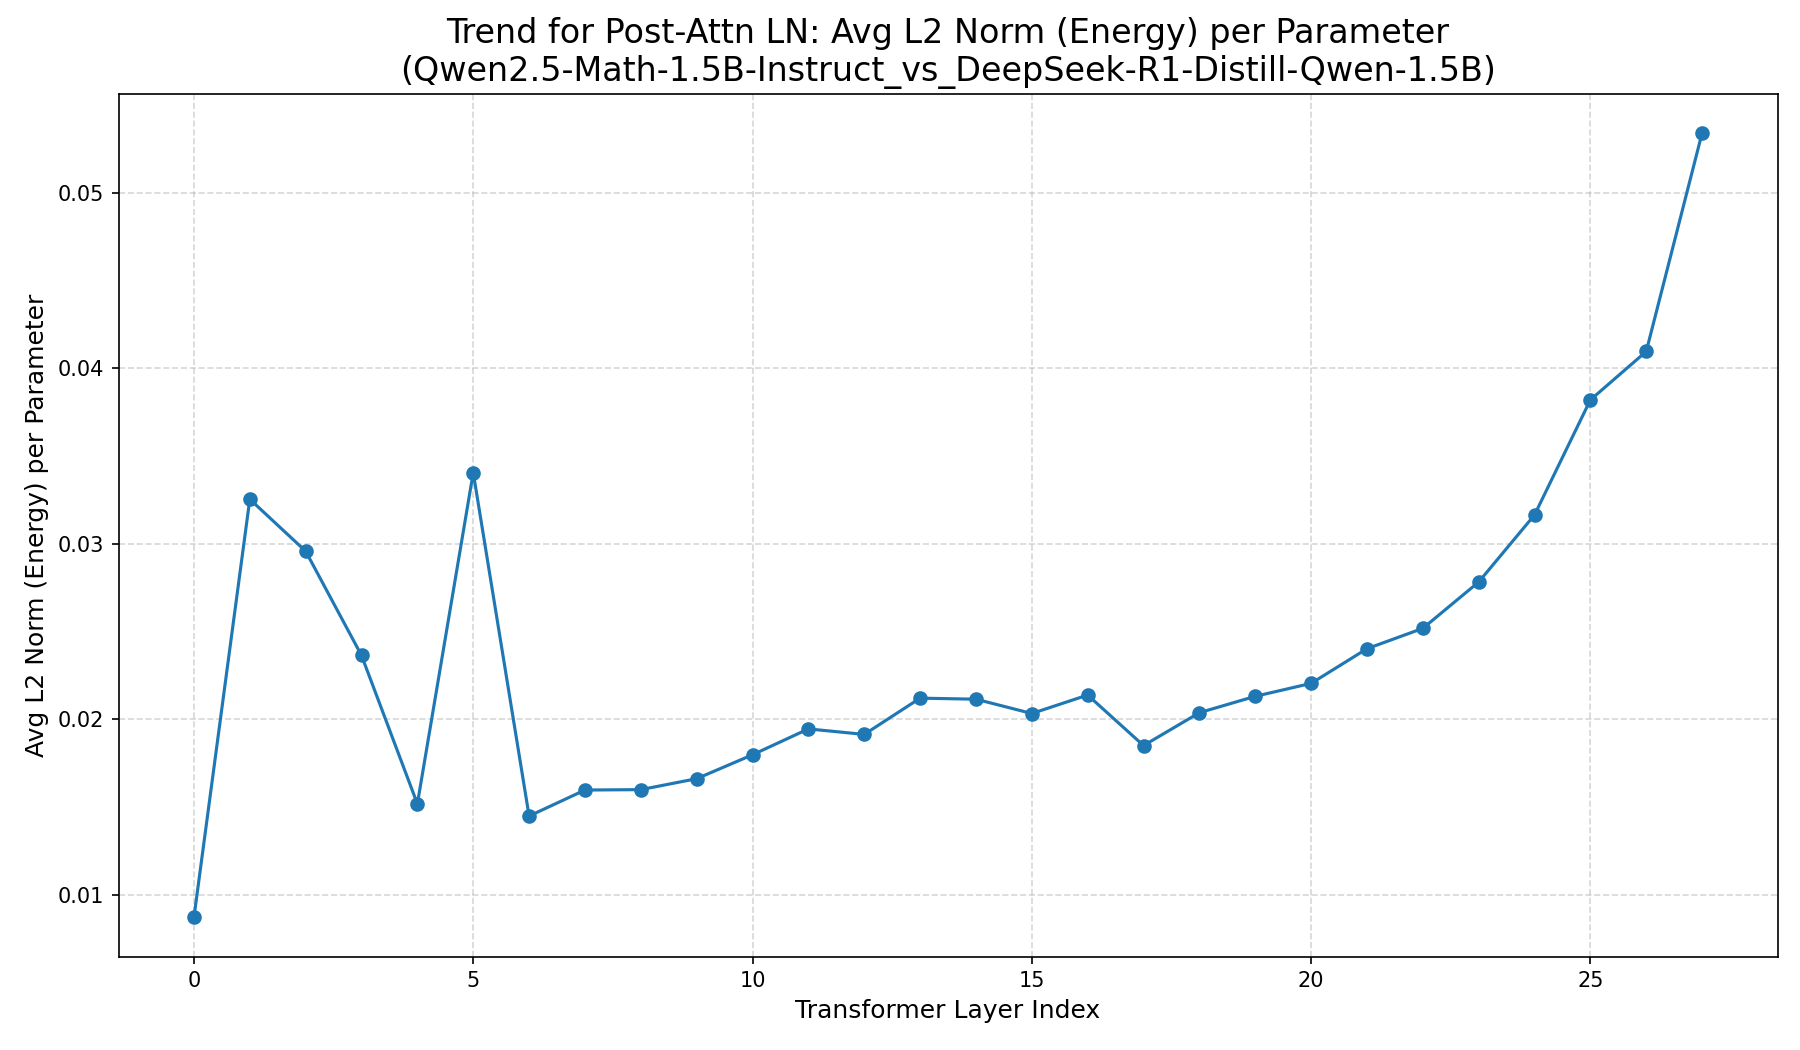 Trend for Post-Attn LN: Avg L2 Norm (Energy) per Parameter
(Qwen2.5-Math-1.5B-Instruct_vs_DeepSeek-R1-Distill-Qwen-1.5B)
Avg L2 Norm (Energy) per Parameter
0.05
0.04
0.03
0.02
0.01
0 5 10 15 20 25
Transformer Layer Index